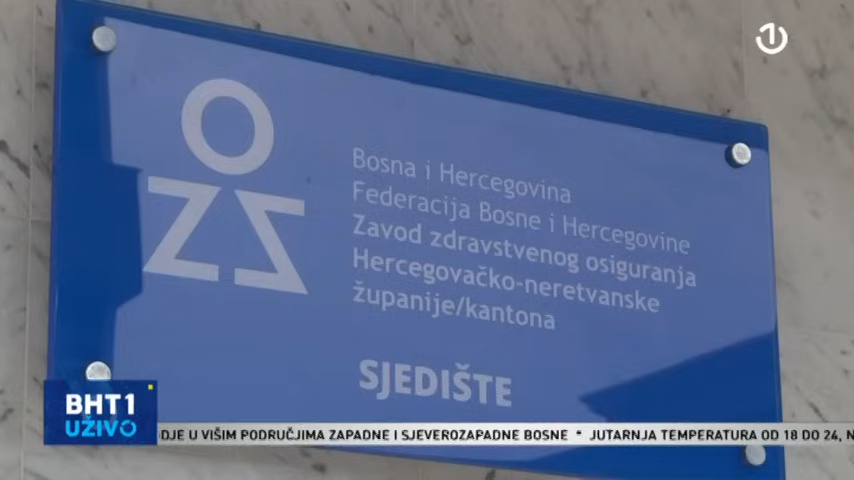 Bosna i Hercegovina
Federacija Bosne i Hercegovine
Zavod zdravstvenog osiguranja
Hercegovačko-neretvanske
županije/kantona
SJEDIŠTE
BHT1
UŽIVO
DJE U VIŠIM PODRUČJIMA ZAPADNE I SJEVEROZAPADNE BOSNE * JUTARNJA TEMPERATURA OD 18 DO 24, N